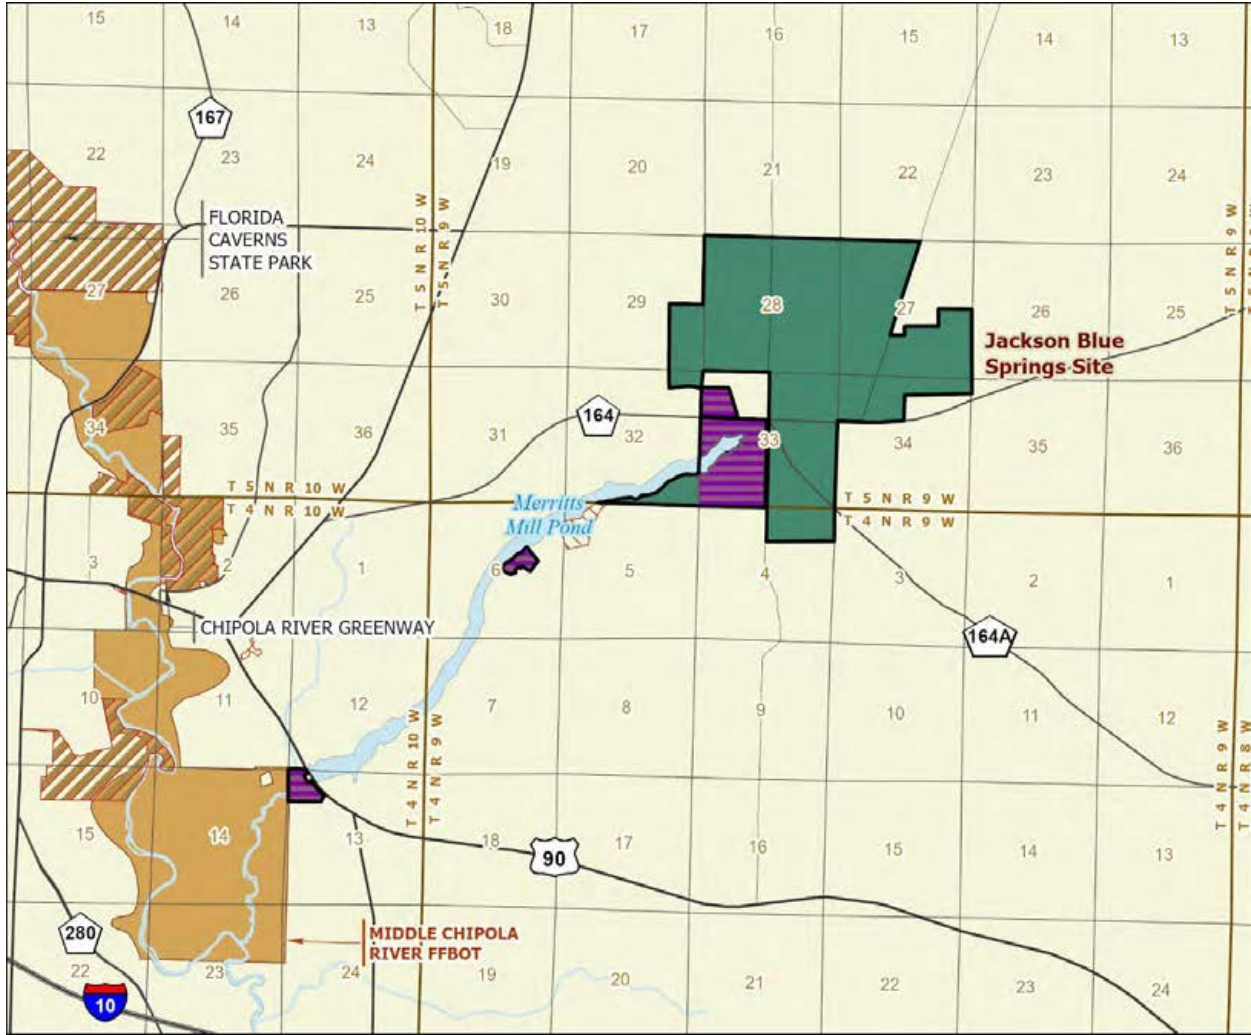 15 14 13 18 17 16 15 14 13
167
22 23 24 19 20 21 22 23 24
T 5 N R 10 W
T 5 N R 9 W
T 5 N R 9 W
FLORIDA
CAVERNS
STATE PARK
27 26 25 30 29 28 27 26 25
Jackson Blue
Springs Site
164
34 35 36 31 32 33 34 35 36
T 5 N R 10 W
T 4 N R 10 W
T 5 N R 9 W
T 4 N R 9 W
Merritts
Mill Pond
3 2 1 6 5 4 3 2 1
CHIPOLA RIVER GREENWAY
164A
10 11 12 7 8 9 10 11 12
T 4 N R 10 W
T 4 N R 9 W
T 4 N R 9 W
T 4 N R 8 W
15 14 13 18 17 16 15 14 13
90
280
MIDDLE CHIPOLA
RIVER FFBOT
22 23 24 19 20 21 22 23 24
10